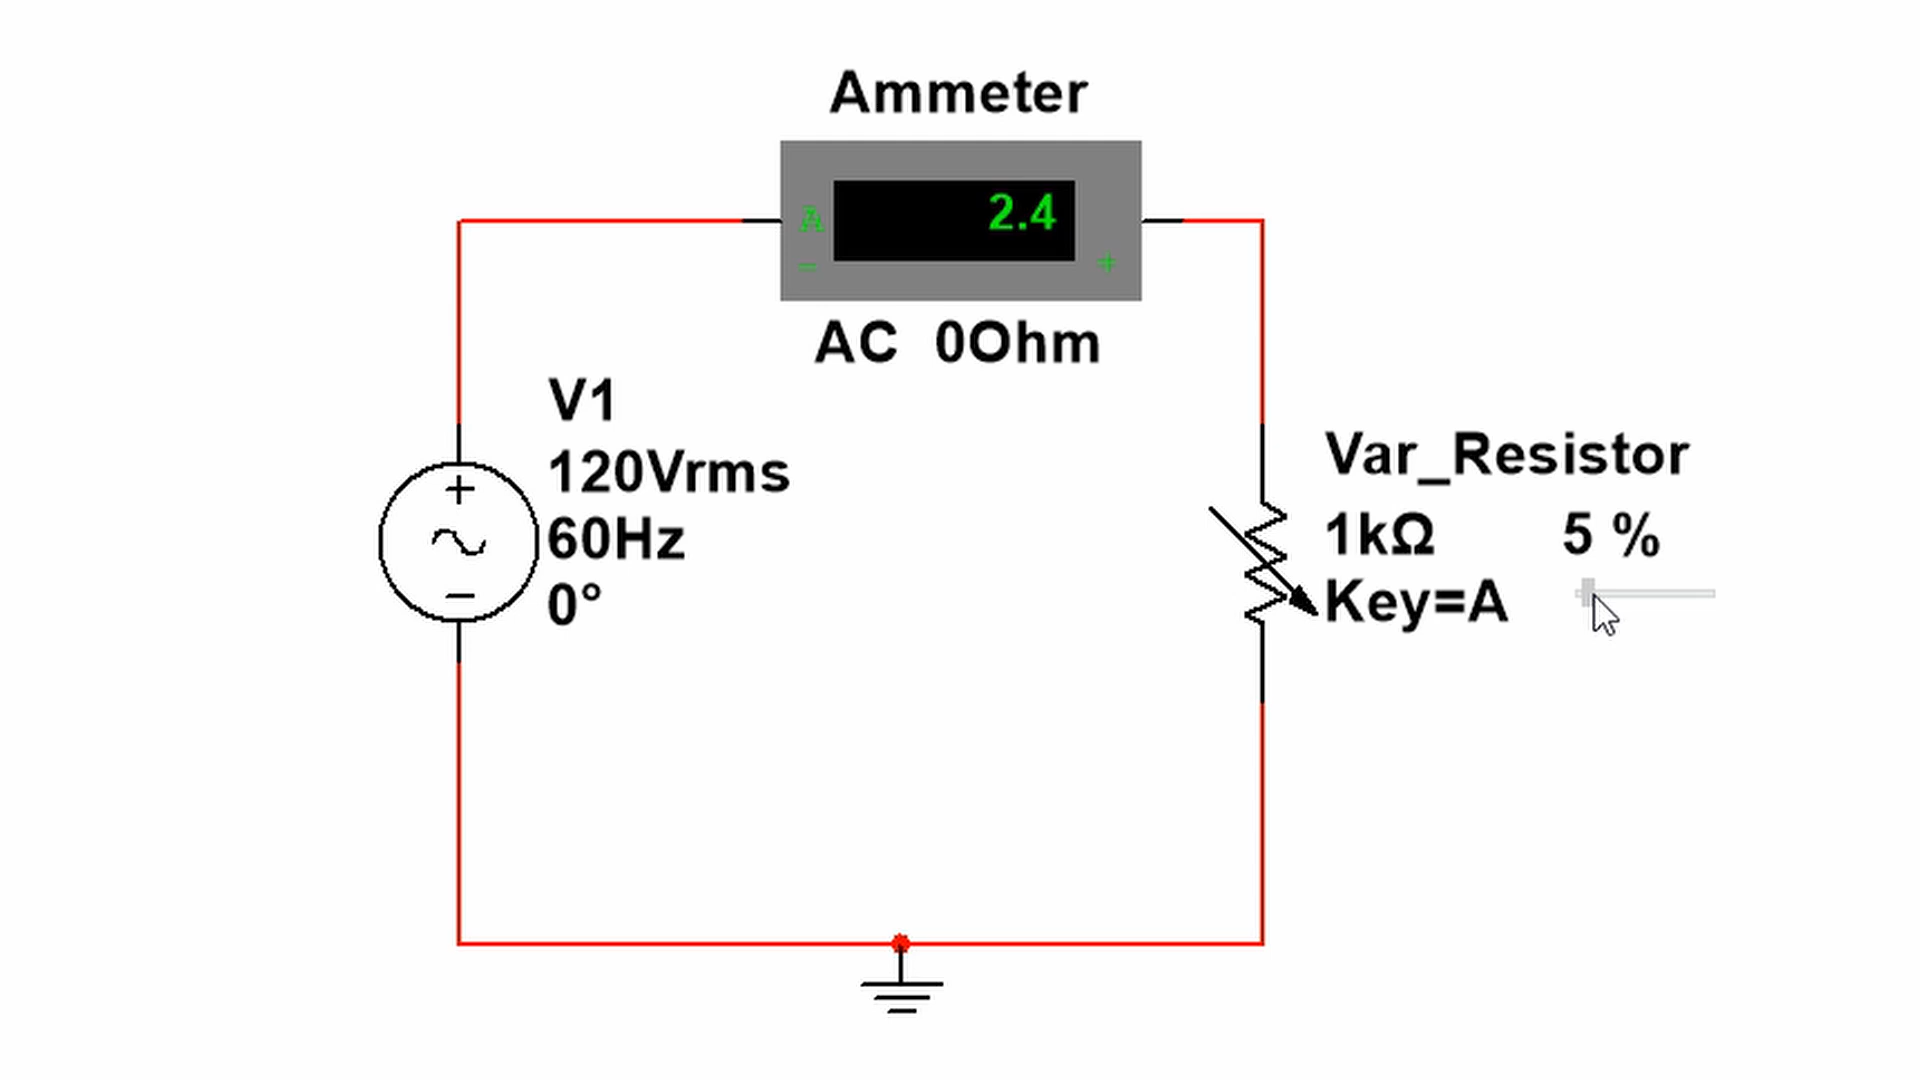 Ammeter
A
2.4
−
+
AC 0Ohm
V1
120Vrms
60Hz
0°
+
−
Var_Resistor
1kΩ 5 %
Key=A